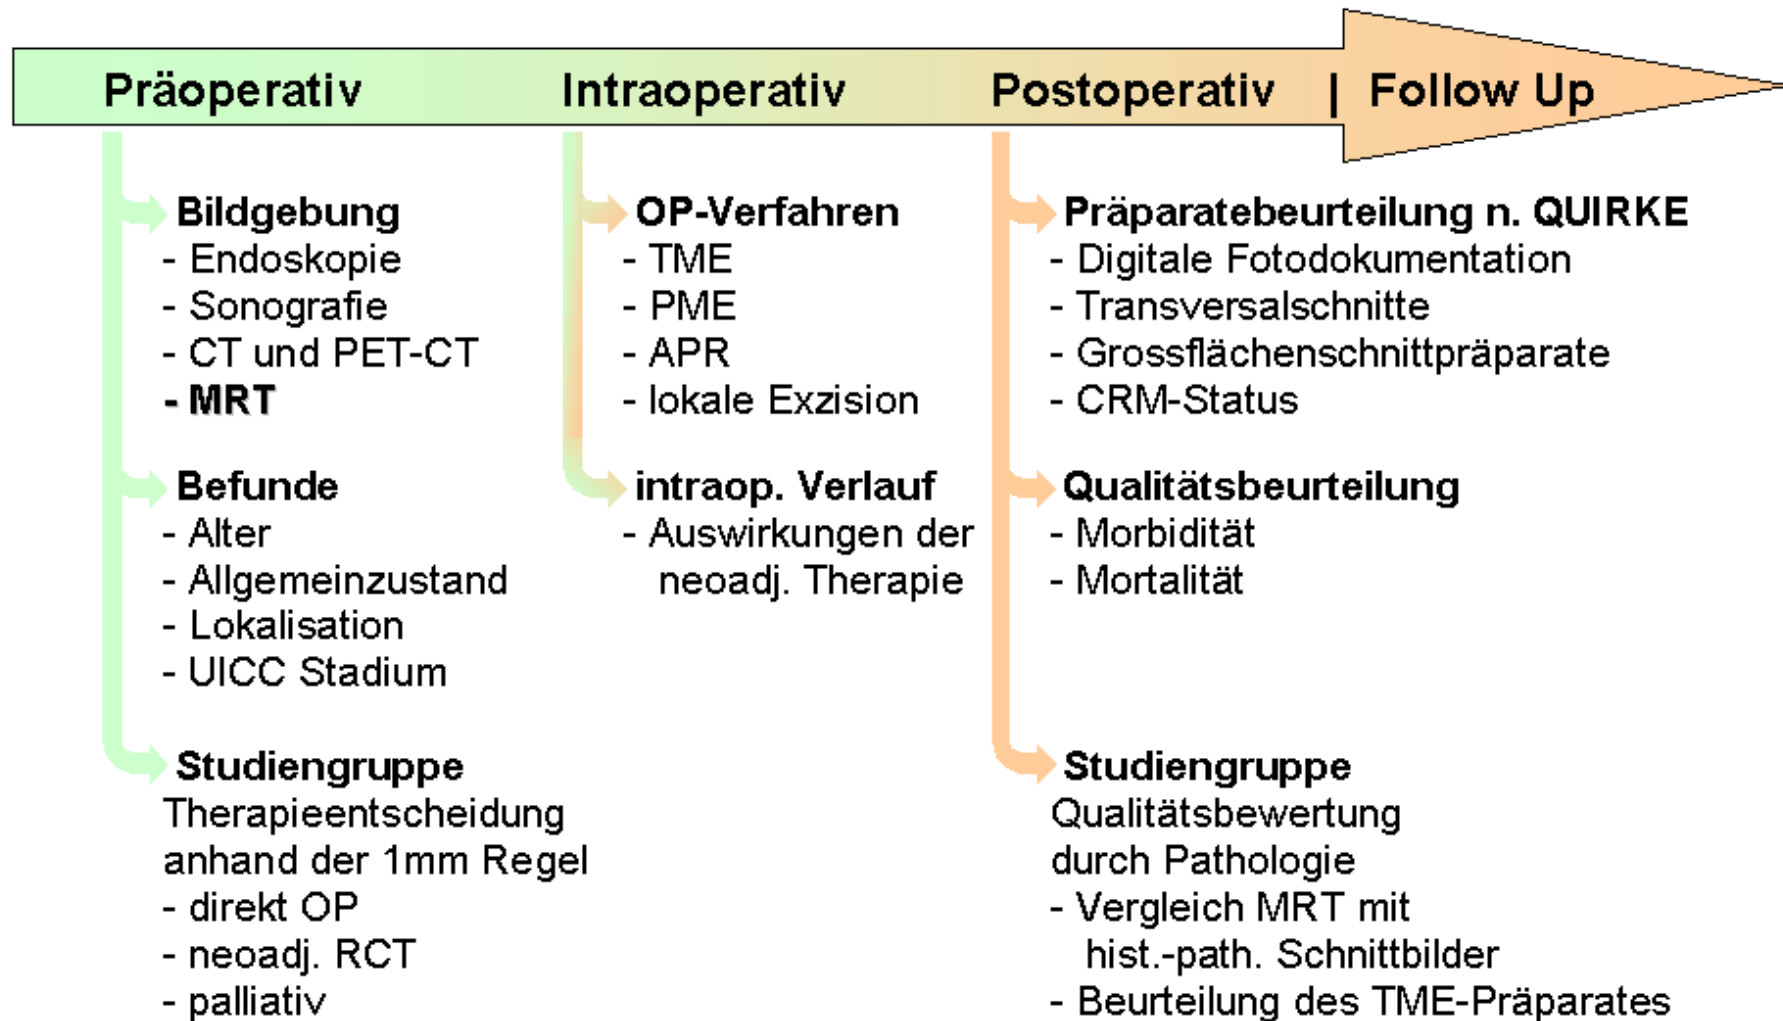 Präoperativ
Intraoperativ
Postoperativ | Follow Up
Bildgebung
- Endoskopie
- Sonografie
- CT und PET-CT
- MRT
Befunde
- Alter
- Allgemeinzustand
- Lokalisation
- UICC Stadium
Studiengruppe
Therapieentscheidung
anhand der 1mm Regel
- direkt OP
- neoadj. RCT
- palliativ
OP-Verfahren
- TME
- PME
- APR
- lokale Exzision
intraop. Verlauf
- Auswirkungen der
neoadj. Therapie
Präparatebeurteilung n. QUIRKE
- Digitale Fotodokumentation
- Transversalschnitte
- Grossflächenschnittpräparate
- CRM-Status
Qualitätsbeurteilung
- Morbidität
- Mortalität
Studiengruppe
Qualitätsbewertung
durch Pathologie
- Vergleich MRT mit
hist.-path. Schnittbilder
- Beurteilung des TME-Präparates